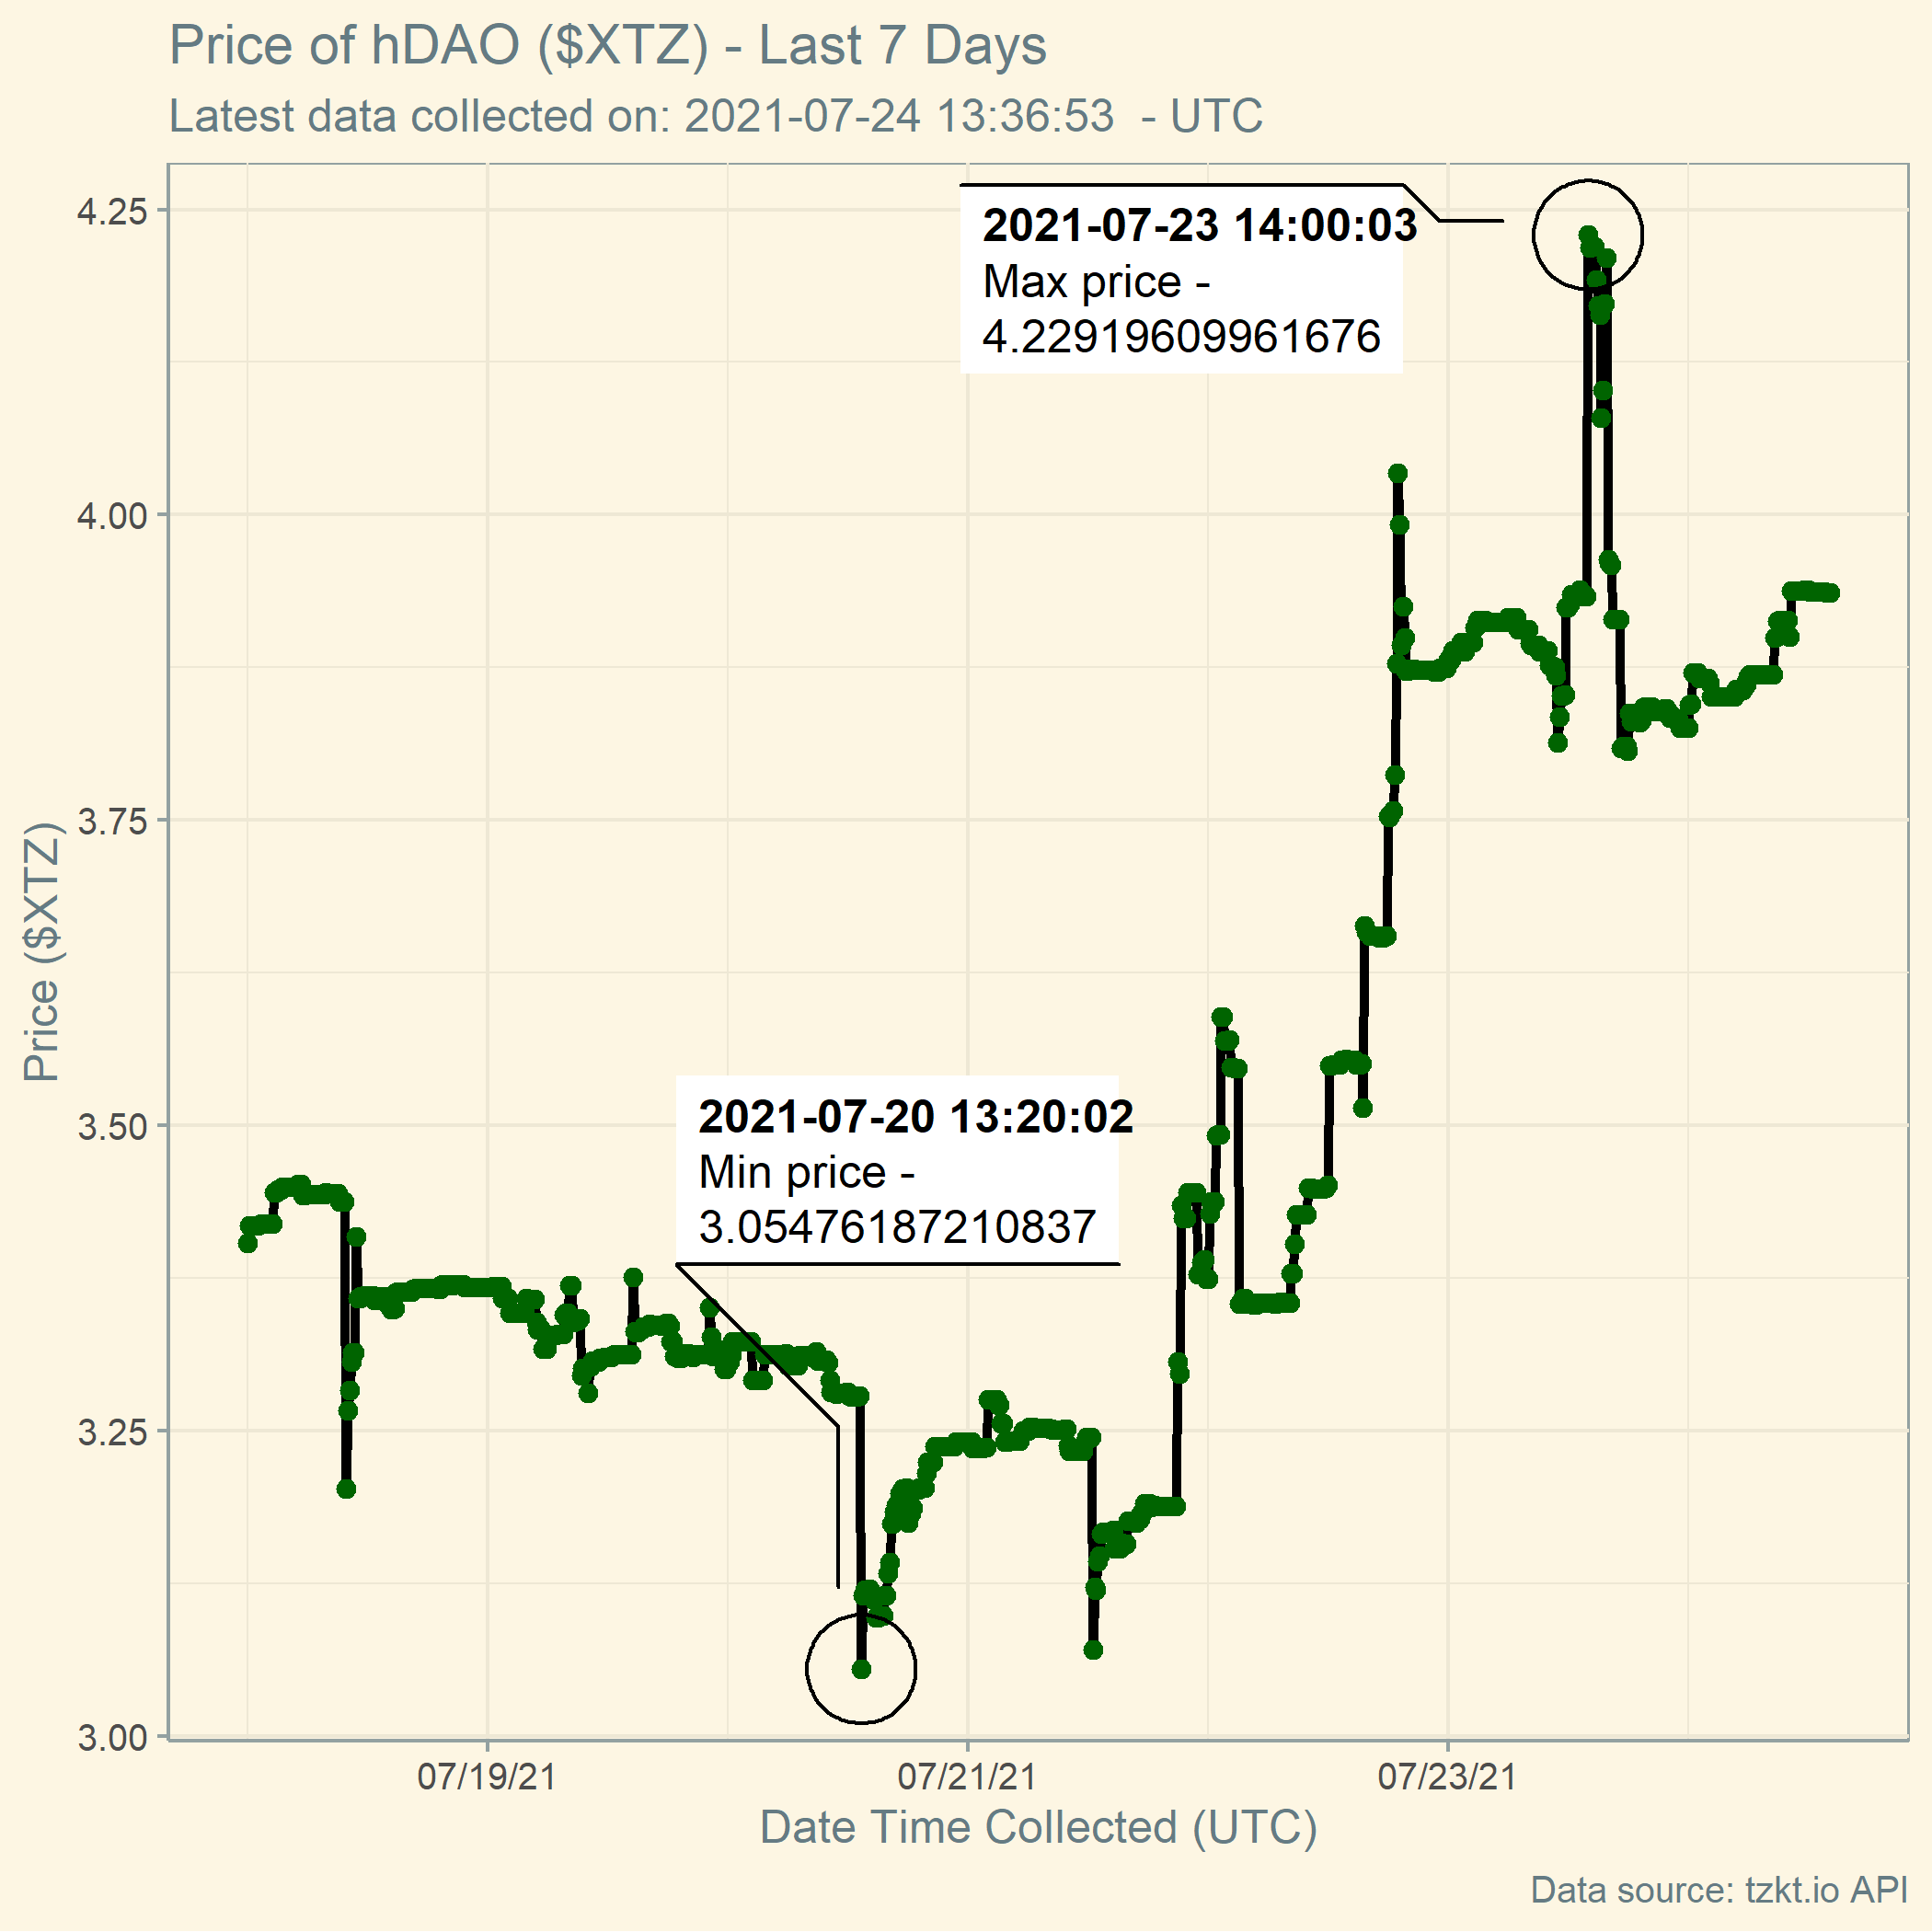 Price of hDAO ($XTZ) - Last 7 Days
Latest data collected on: 2021-07-24 13:36:53  - UTC
4.25
4.00
3.75
3.50
3.25
3.00
Price ($XTZ)
2021-07-23 14:00:03
Max price -
4.22919609961676
2021-07-20 13:20:02
Min price -
3.05476187210837
07/19/21
07/21/21
07/23/21
Date Time Collected (UTC)
Data source: tzkt.io API